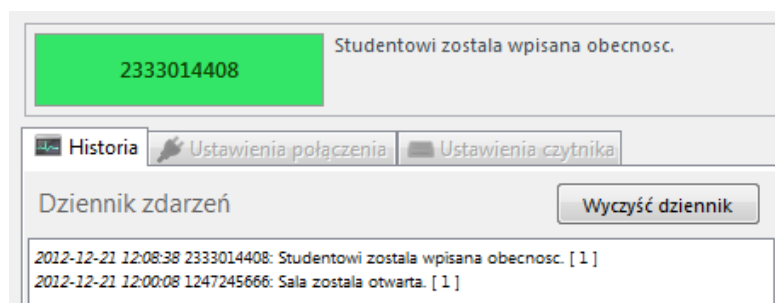 2333014408
Studentowi zostala wpisana obecnosc.
Historia
Ustawienia połączenia
Ustawienia czytnika
Dziennik zdarzeń
Wyczyść dziennik
2012-12-21 12:08:38 2333014408: Studentowi zostala wpisana obecnosc. [ 1 ]
2012-12-21 12:00:08 1247245666: Sala zostala otwarta. [ 1 ]